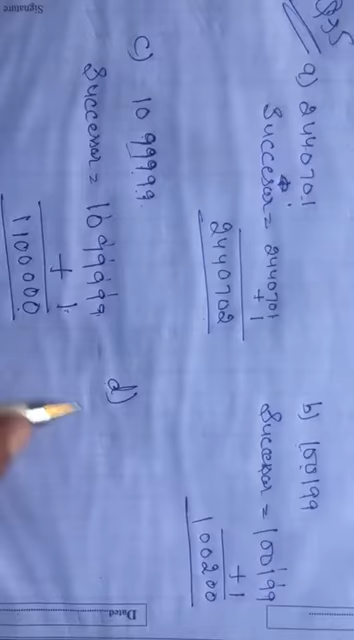 Q35
a) 2440701
Successor = 2440701
+ 1
2440702
b) 100199
Successor = 100199
+ 1
100200
c) 1099999
Successor = 1099999
+ 1
1100000
d)
Signature
Dated